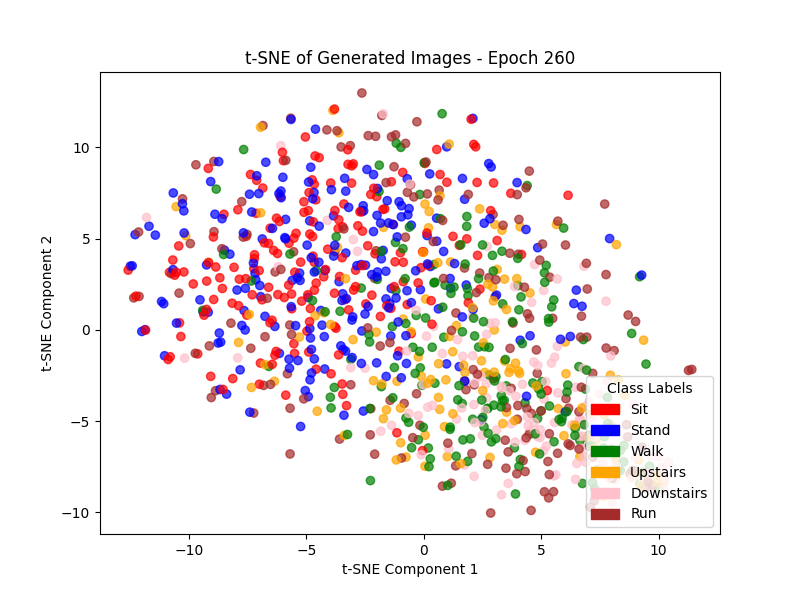 t-SNE of Generated Images - Epoch 260
t-SNE Component 2
10
5
0
−5
−10
−10
−5
0
5
10
t-SNE Component 1
Class Labels
Sit
Stand
Walk
Upstairs
Downstairs
Run